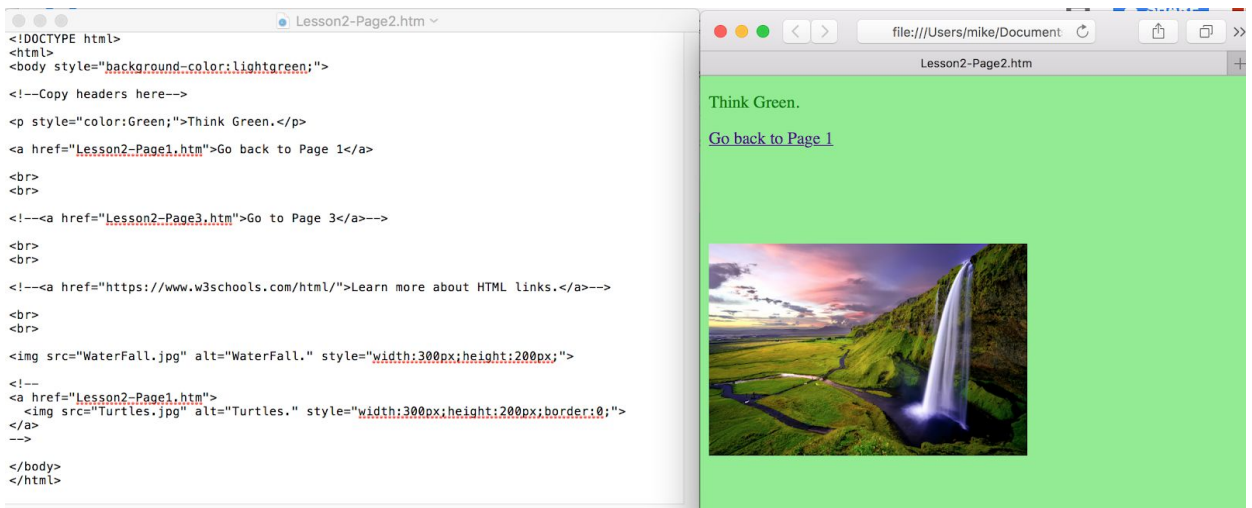 Lesson2-Page2.htm
<!DOCTYPE html>
<html>
<body style="background-color:lightgreen;">
<!--Copy headers here-->
<p style="color:Green;">Think Green.</p>
<a href="Lesson2-Page1.htm">Go back to Page 1</a>
<br>
<br>
<!--<a href="Lesson2-Page3.htm">Go to Page 3</a>-->
<br>
<br>
<!--<a href="https://www.w3schools.com/html/">Learn more about HTML links.</a>-->
<br>
<br>
<img src="WaterFall.jpg" alt="WaterFall." style="width:300px;height:200px;">
<!--
<a href="Lesson2-Page1.htm">
<img src="Turtles.jpg" alt="Turtles." style="width:300px;height:200px;border:0;">
</a>
-->
</body>
</html>
file:///Users/mike/Document
Lesson2-Page2.htm
Think Green.
Go back to Page 1